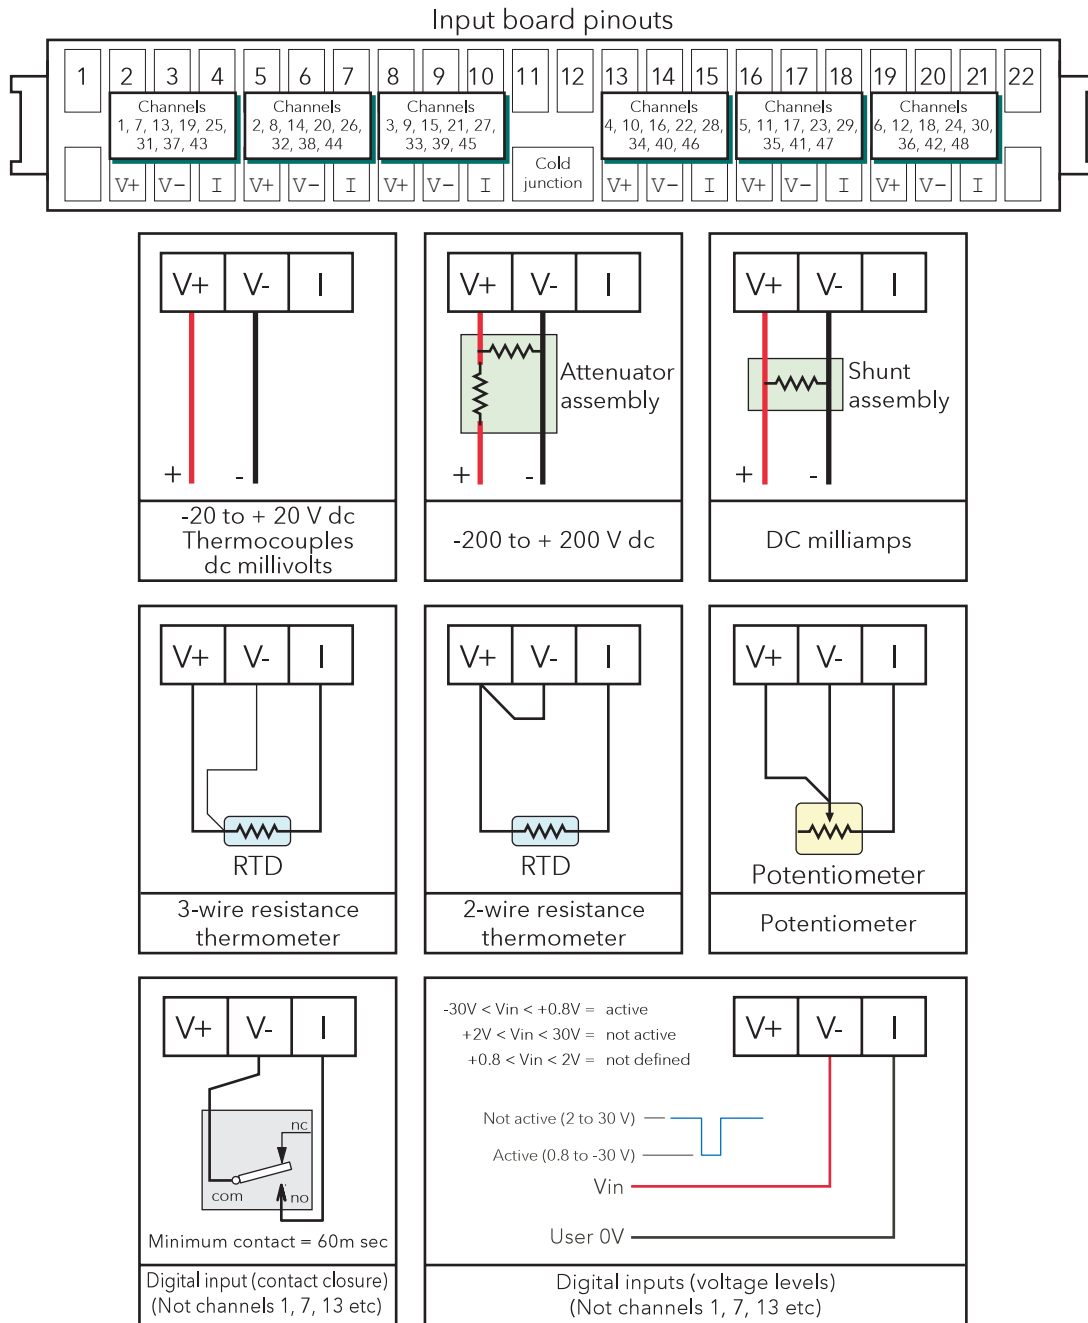 Input board pinouts
1 2 3 4 5 6 7 8 9 10 11 12 13 14 15 16 17 18 19 20 21 22
Channels
1, 7, 13, 19, 25,
31, 37, 43
Channels
2, 8, 14, 20, 26,
32, 38, 44
Channels
3, 9, 15, 21, 27,
33, 39, 45
Channels
4, 10, 16, 22, 28,
34, 40, 46
Channels
5, 11, 17, 23, 29,
35, 41, 47
Channels
6, 12, 18, 24, 30,
36, 42, 48
Cold
junction
V+ V- I V+ V- I V+ V- I V+ V- I V+ V- I V+ V- I
V+ V- I
+ -
-20 to + 20 V dc
Thermocouples
dc millivolts
V+ V- I
Attenuator
assembly
+ -
-200 to + 200 V dc
V+ V- I
Shunt
assembly
+ -
DC milliamps
V+ V- I
RTD
3-wire resistance
thermometer
V+ V- I
RTD
2-wire resistance
thermometer
V+ V- I
Potentiometer
Potentiometer
V+ V- I
nc
com
no
Minimum contact = 60m sec
Digital input (contact closure)
(Not channels 1, 7, 13 etc)
-30V < Vin < +0.8V = active
+2V < Vin < 30V = not active
+0.8 < Vin < 2V = not defined
V+ V- I
Not active (2 to 30 V)
Active (0.8 to -30 V)
Vin
User 0V
Digital inputs (voltage levels)
(Not channels 1, 7, 13 etc)